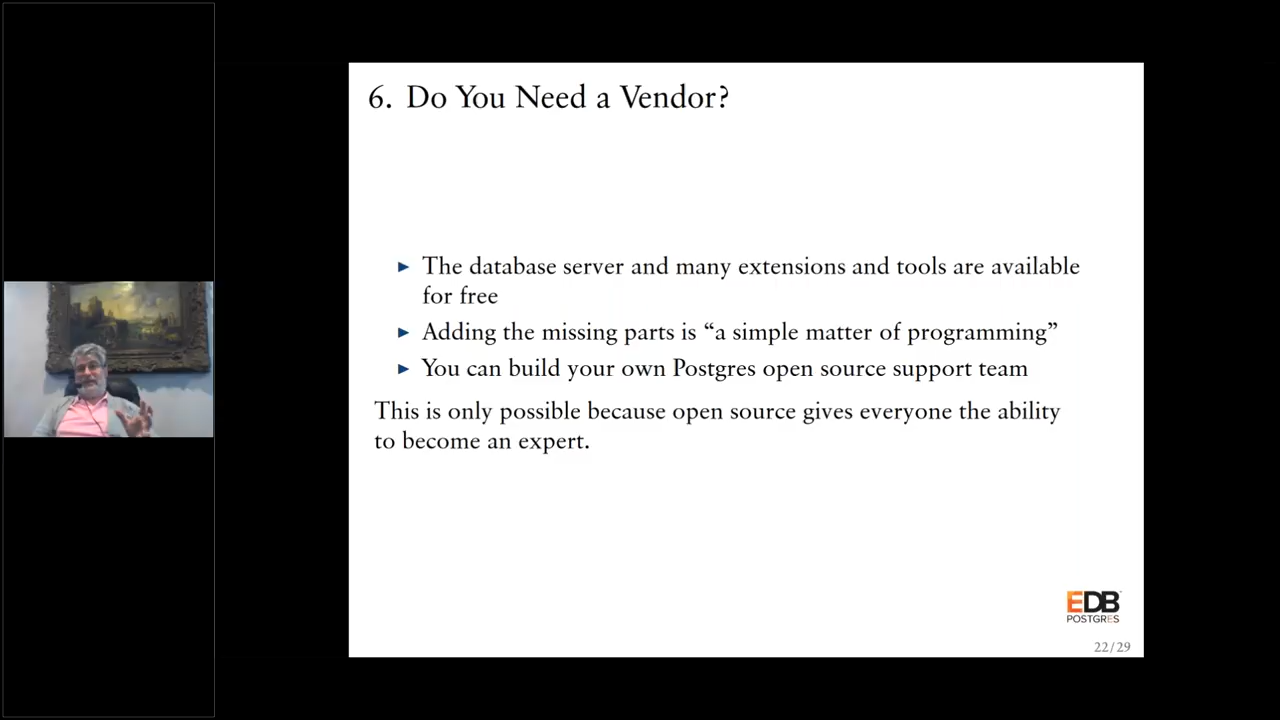 6. Do You Need a Vendor?
► The database server and many extensions and tools are available
for free
► Adding the missing parts is “a simple matter of programming”
► You can build your own Postgres open source support team
This is only possible because open source gives everyone the ability
to become an expert.
EDB
POSTGRES
22/29